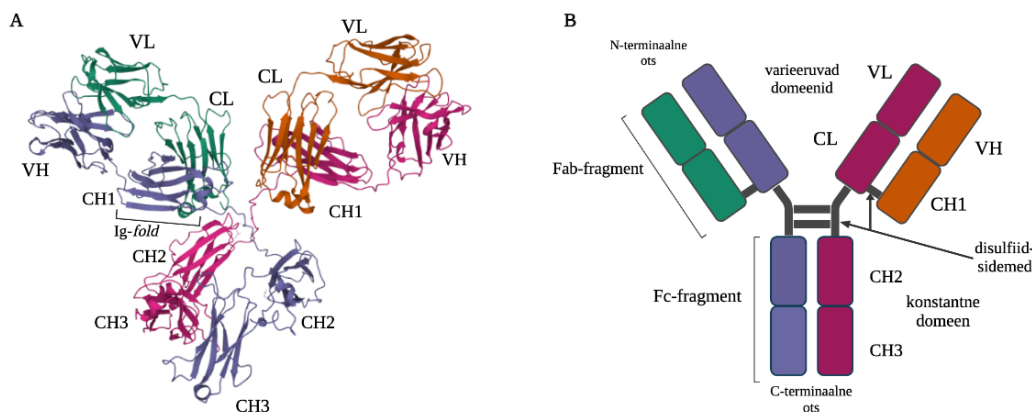 A
VL
VL
CL
CL
VH
VH
CH1
CH1
Ig-fold
CH2
CH3
CH2
CH3
B
N-terminaalne
ots
varieeruvad
domeenid
VL
CL
VH
Fab-fragment
CH1
disulfiid-
sidemed
Fc-fragment
CH2
konstantne
domeen
CH3
C-terminaalne
ots